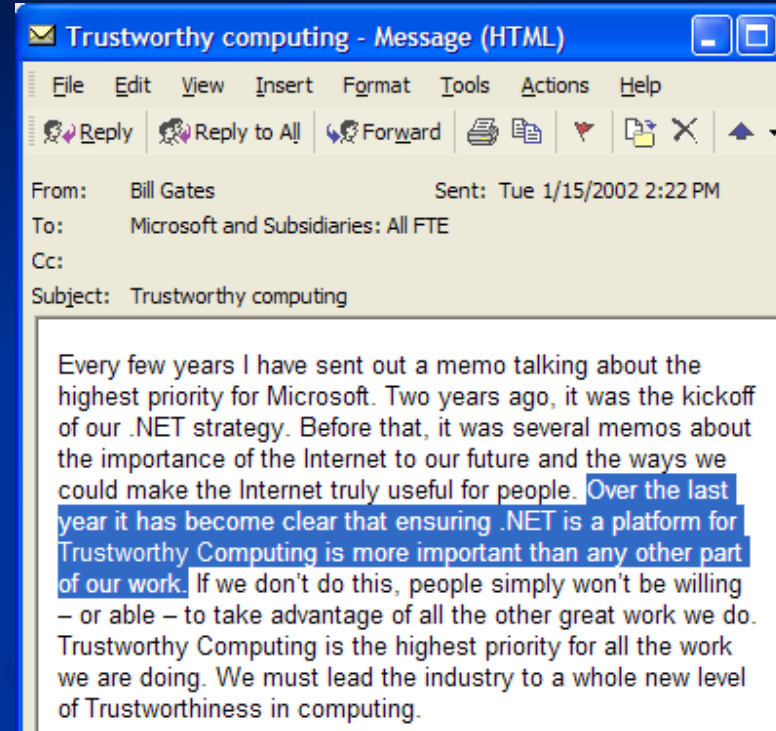 Trustworthy computing - Message (HTML)
File Edit View Insert Format Tools Actions Help
Reply Reply to All Forward
From: Bill Gates Sent: Tue 1/15/2002 2:22 PM
To: Microsoft and Subsidiaries: All FTE
Cc:
Subject: Trustworthy computing
Every few years I have sent out a memo talking about the
highest priority for Microsoft. Two years ago, it was the kickoff
of our .NET strategy. Before that, it was several memos about
the importance of the Internet to our future and the ways we
could make the Internet truly useful for people. Over the last
year it has become clear that ensuring .NET is a platform for
Trustworthy Computing is more important than any other part
of our work. If we don't do this, people simply won't be willing
– or able – to take advantage of all the other great work we do.
Trustworthy Computing is the highest priority for all the work
we are doing. We must lead the industry to a whole new level
of Trustworthiness in computing.